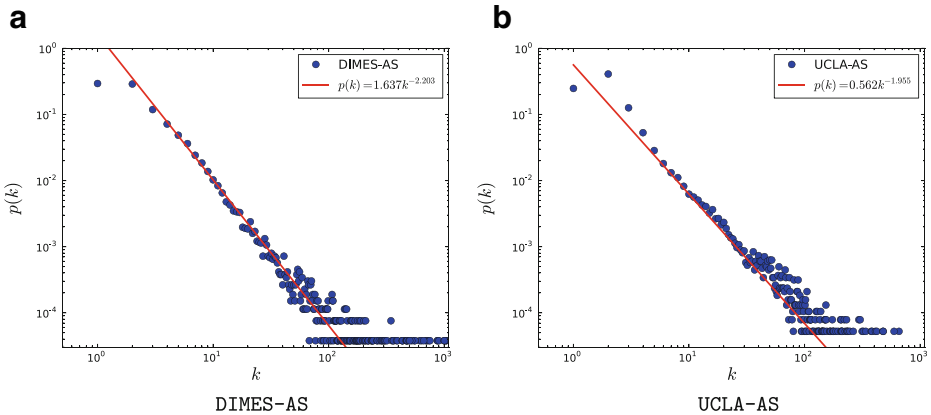 a
10^0
10^-1
10^-2
10^-3
10^-4
p(k)
10^0 10^1 10^2 10^3
k
DIMES-AS
p(k)=1.637k^-2.203
DIMES-AS
b
10^0
10^-1
10^-2
10^-3
10^-4
p(k)
10^0 10^1 10^2 10^3
k
UCLA-AS
p(k)=0.562k^-1.955
UCLA-AS